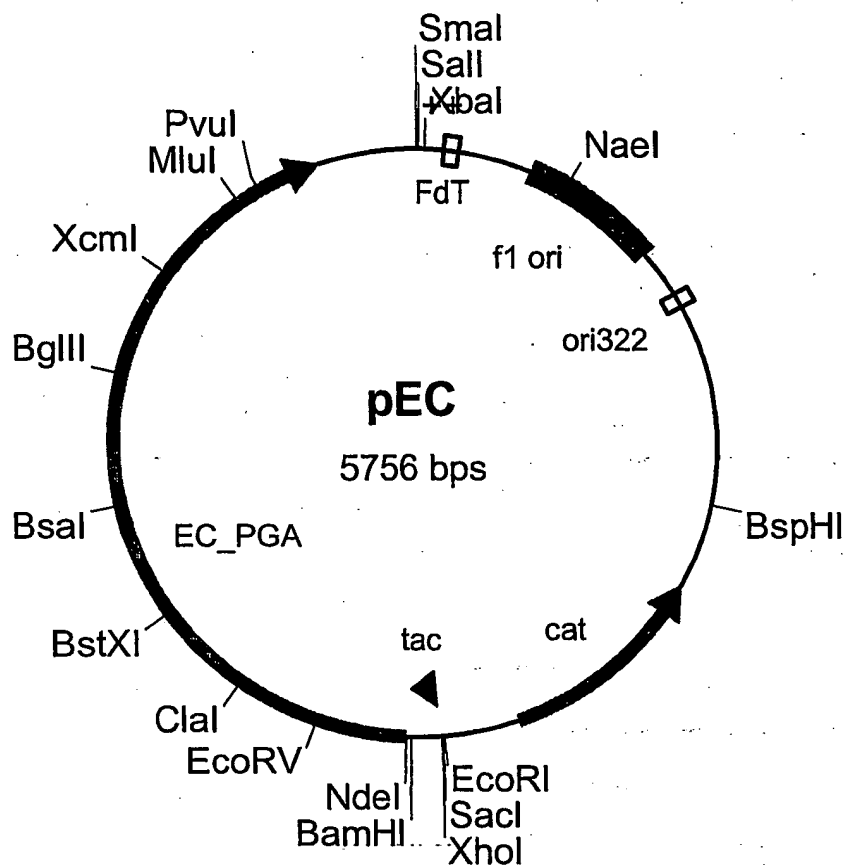 SmaI
SalI
XbaI
PvuI
MluI
NaeI
FdT
XcmI
f1 ori
ori322
BglII
pEC
5756 bps
BsaI
EC_PGA
BspHI
BstXI
tac
cat
ClaI
EcoRV
NdeI
EcoRI
BamHI
SacI
XhoI